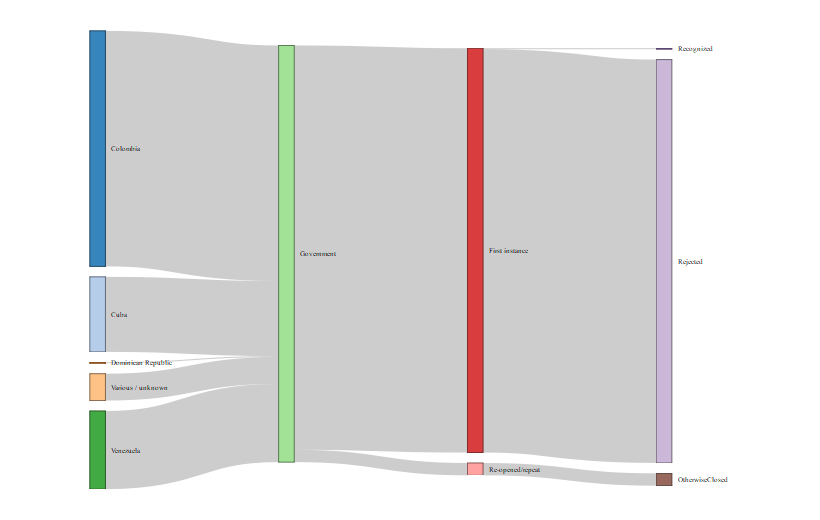 Colombia
Cuba
Dominican Republic
Various / unknown
Venezuela
Government
First instance
Re-opened/repeat
Recognized
Rejected
OtherwiseClosed